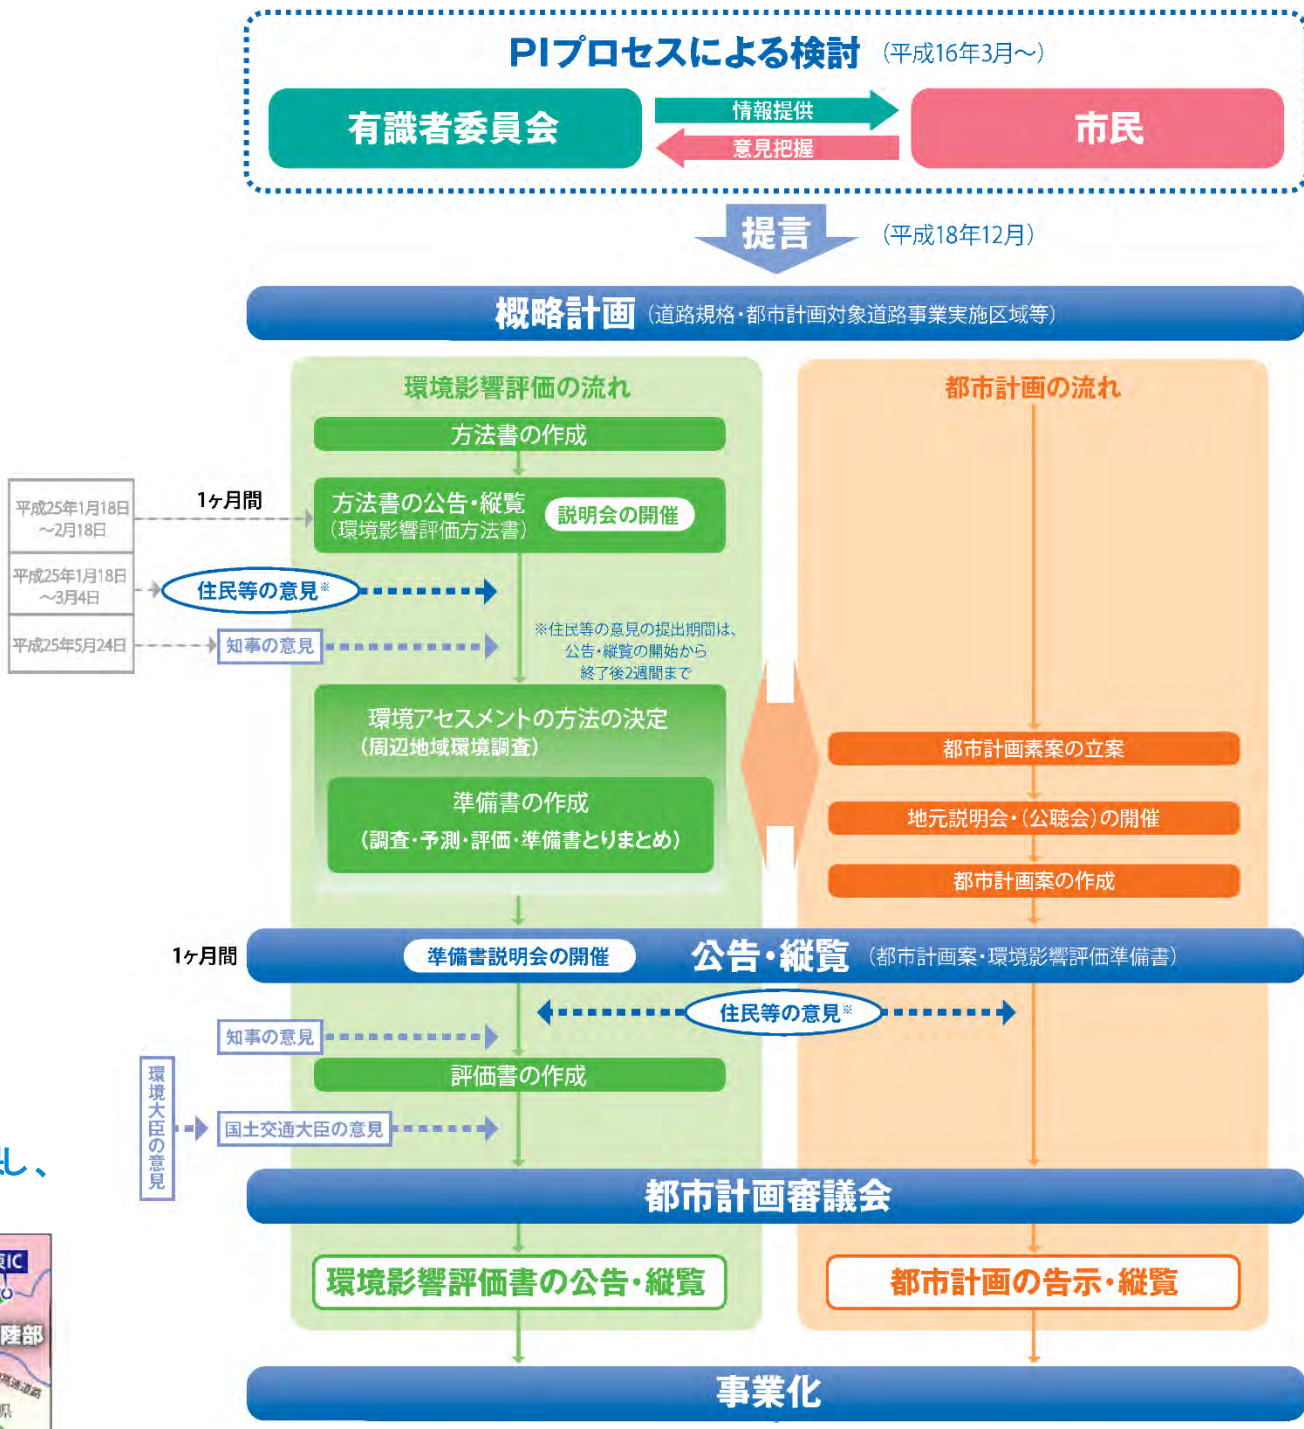 PIプロセスによる検討 (平成16年3月～)
有識者委員会
情報提供
意見把握
市民
提言 (平成18年12月)
概略計画 (道路規格・都市計画対象道路事業実施区域等)
環境影響評価の流れ
都市計画の流れ
方法書の作成
平成25年1月18日
～2月18日
1ヶ月間
方法書の公告・縦覧
(環境影響評価方法書)
説明会の開催
平成25年1月18日
～3月4日
住民等の意見※
平成25年5月24日
知事の意見
※住民等の意見の提出期間は、
公告・縦覧の開始から
終了後2週間まで
環境アセスメントの方法の決定
(周辺地域環境調査)
準備書の作成
(調査・予測・評価・準備書とりまとめ)
都市計画素案の立案
地元説明会・(公聴会)の開催
都市計画案の作成
1ヶ月間
準備書説明会の開催
公告・縦覧 (都市計画案・環境影響評価準備書)
住民等の意見※
知事の意見
評価書の作成
環境大臣の意見
国土交通大臣の意見
都市計画審議会
環境影響評価書の公告・縦覧
都市計画の告示・縦覧
事業化
し、
IC
陸部